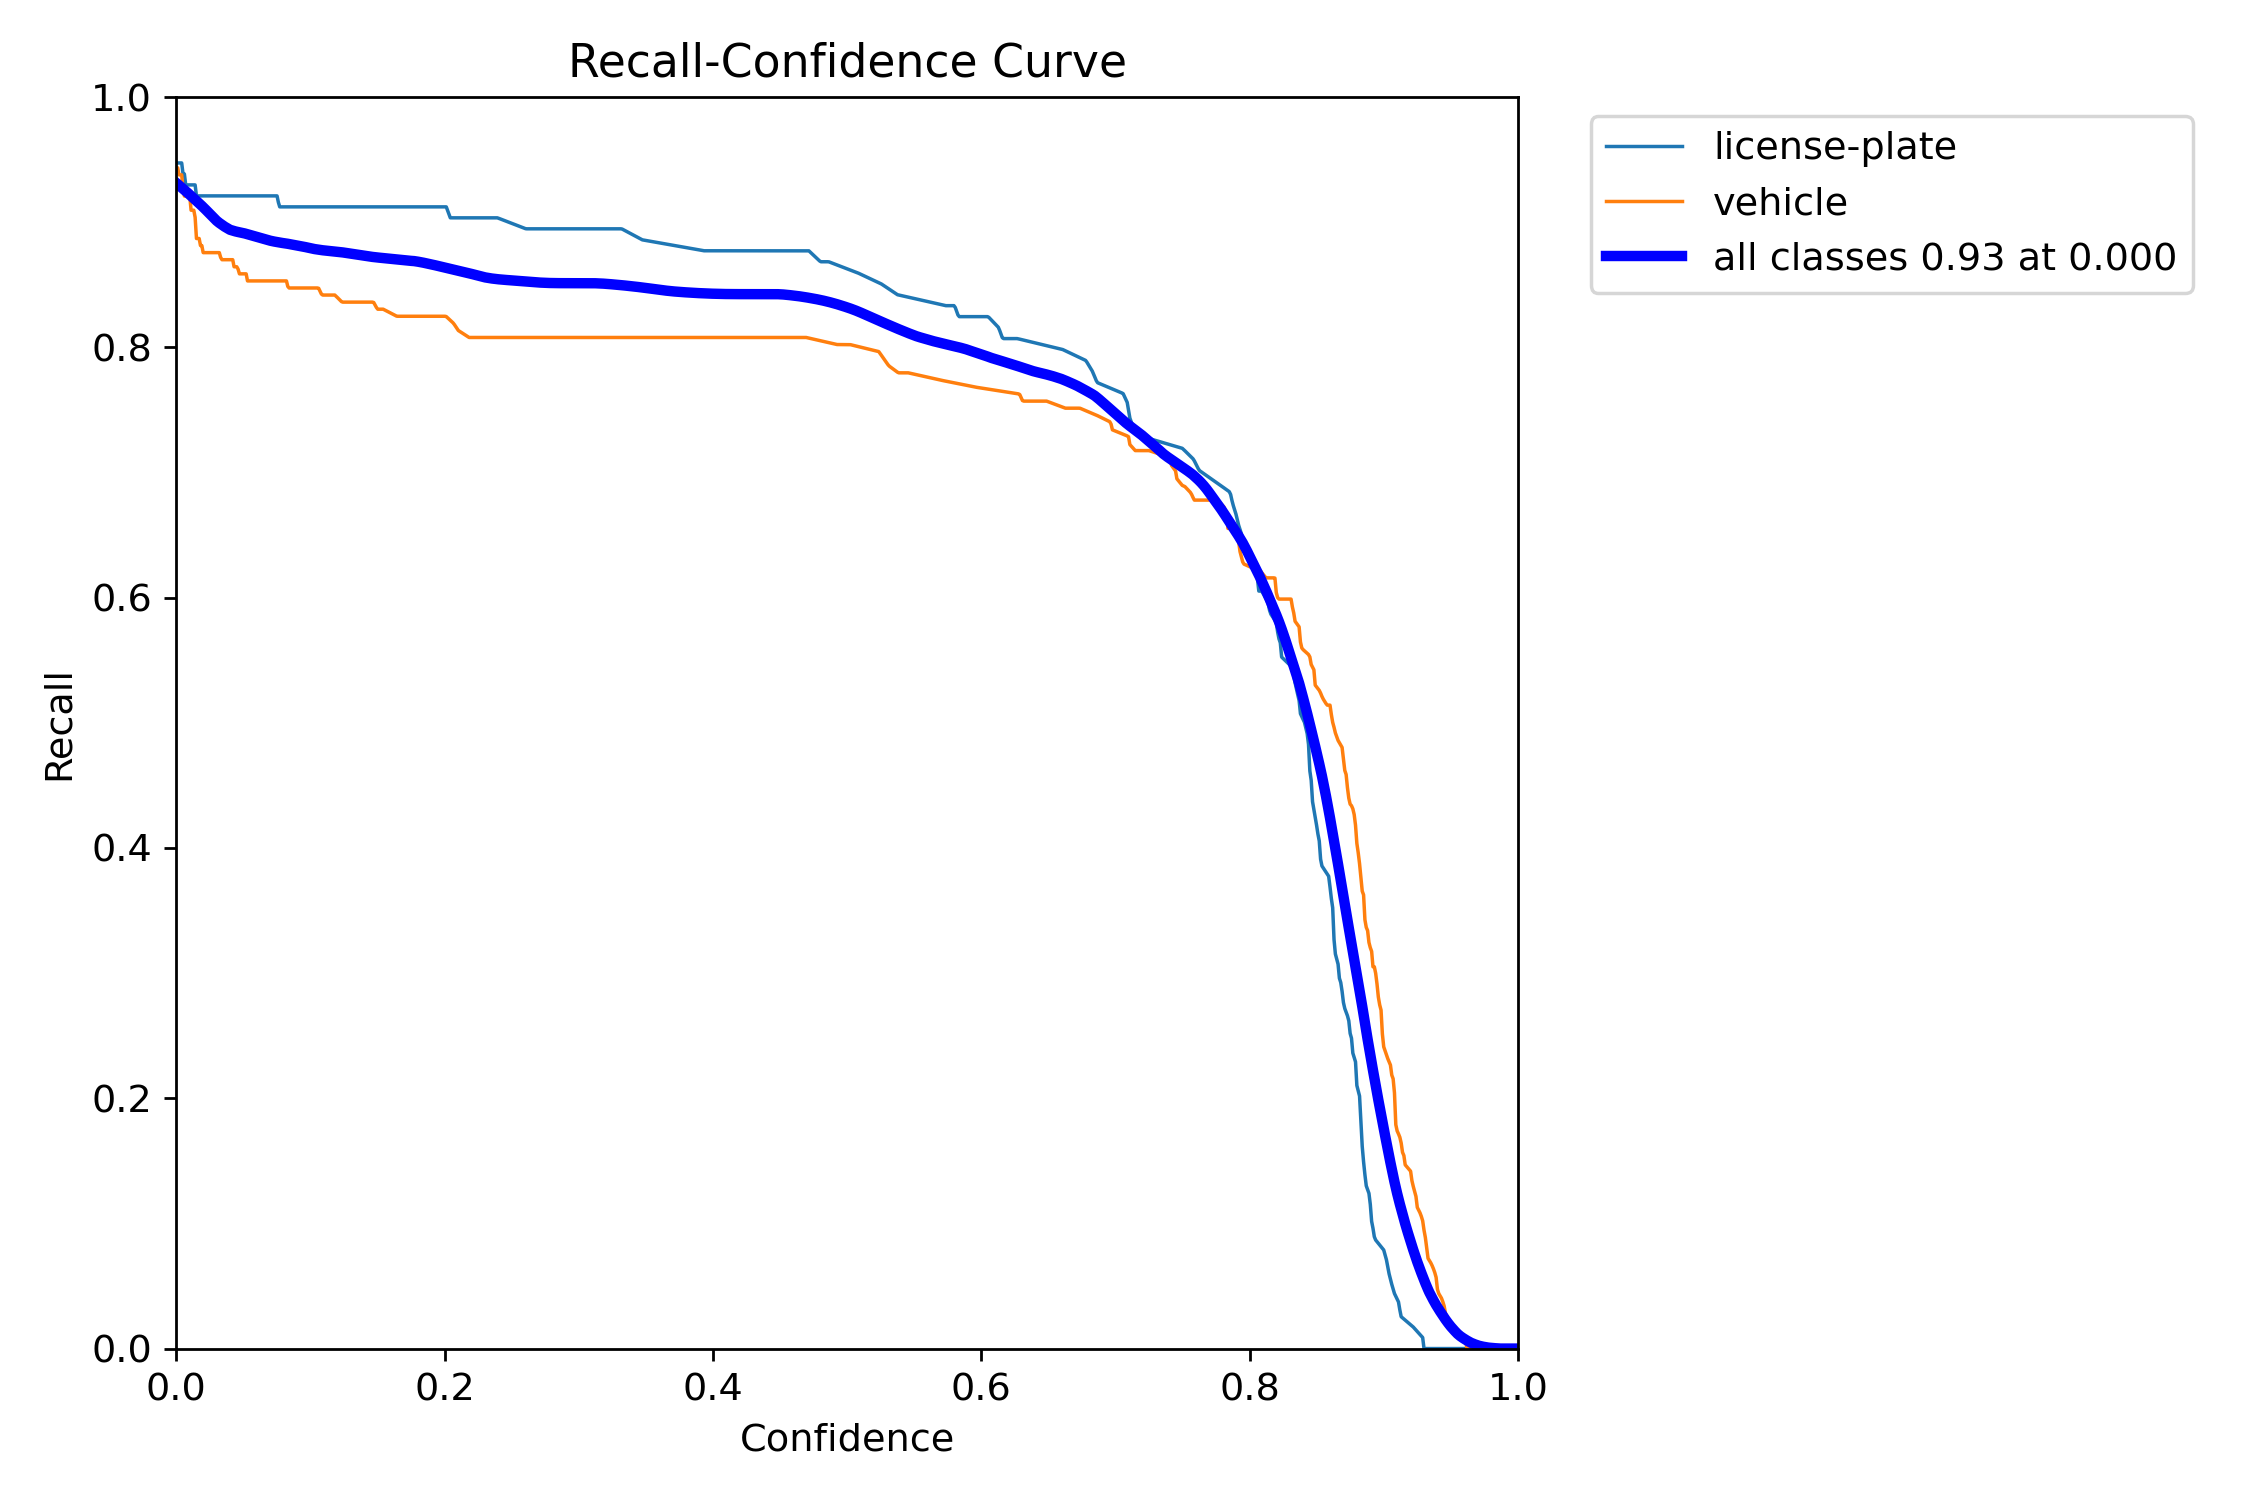 Recall-Confidence Curve
1.0
0.8
0.6
0.4
0.2
0.0
Recall
0.0 0.2 0.4 0.6 0.8 1.0
Confidence
license-plate
vehicle
all classes 0.93 at 0.000